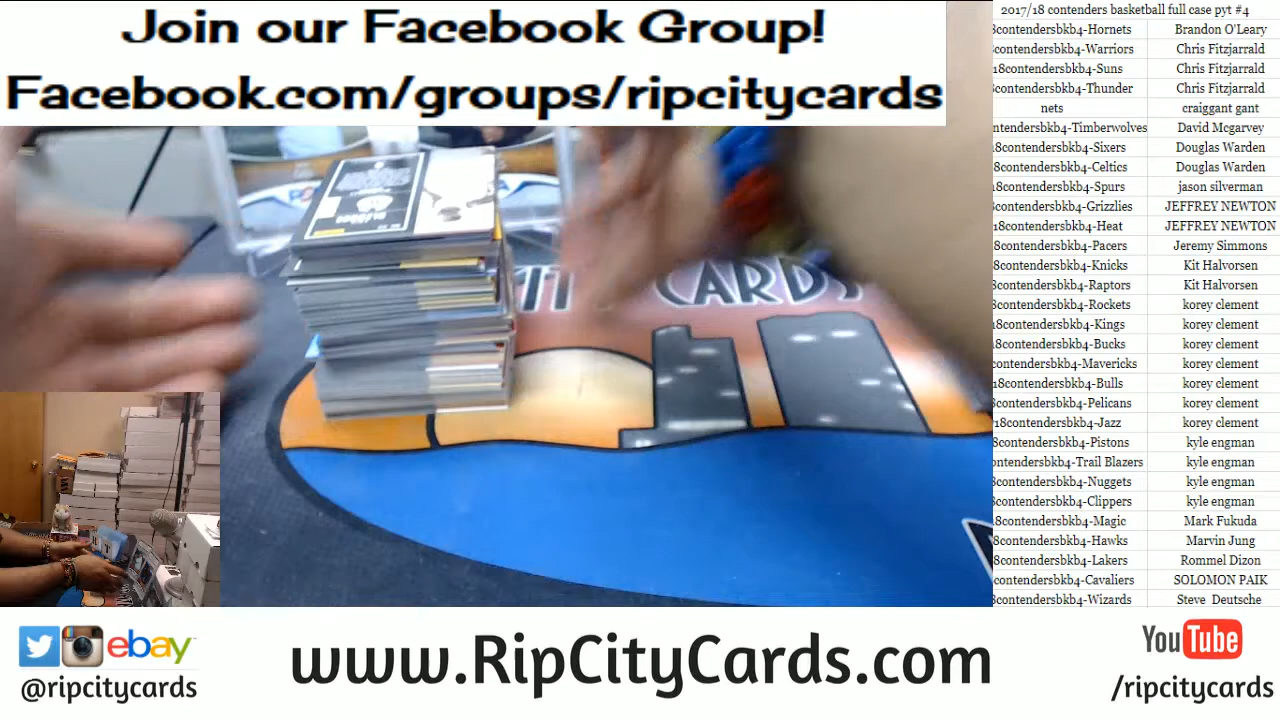 Join our Facebook Group!
Facebook.com/groups/ripcitycards
2017/18 contenders basketball full case pyt #4
8contendersbkb4-Hornets Brandon O'Leary
contendersbkb4-Warriors Chris Fitzjarrald
18contendersbkb4-Suns Chris Fitzjarrald
8contendersbkb4-Thunder Chris Fitzjarrald
nets craiggant gant
ntendersbkb4-Timberwolves David Mcgarvey
8contendersbkb4-Sixers Douglas Warden
8contendersbkb4-Celtics Douglas Warden
8contendersbkb4-Spurs jason silverman
contendersbkb4-Grizzlies JEFFREY NEWTON
18contendersbkb4-Heat JEFFREY NEWTON
8contendersbkb4-Pacers Jeremy Simmons
8contendersbkb4-Knicks Kit Halvorsen
8contendersbkb4-Raptors Kit Halvorsen
8contendersbkb4-Rockets korey clement
18contendersbkb4-Kings korey clement
8contendersbkb4-Bucks korey clement
contendersbkb4-Mavericks korey clement
18contendersbkb4-Bulls korey clement
8contendersbkb4-Pelicans korey clement
'18contendersbkb4-Jazz korey clement
8contendersbkb4-Pistons kyle engman
ontendersbkb4-Trail Blazers kyle engman
8contendersbkb4-Nuggets kyle engman
8contendersbkb4-Clippers kyle engman
8contendersbkb4-Magic Mark Fukuda
8contendersbkb4-Hawks Marvin Jung
8contendersbkb4-Lakers Rommel Dizon
contendersbkb4-Cavaliers SOLOMON PAIK
8contendersbkb4-Wizards Steve Deutsche
CARDS
ebay
@ripcitycards
www.RipCityCards.com
YouTube
/ripcitycards